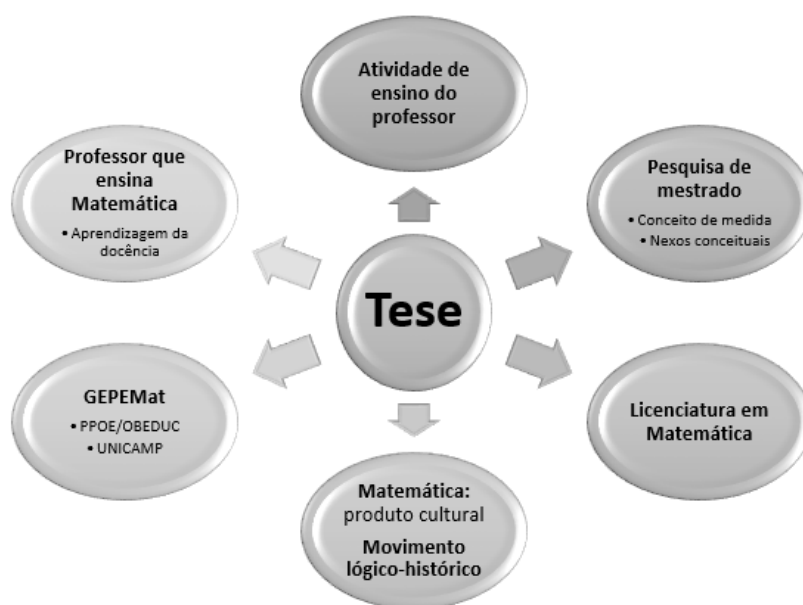 Atividade de
ensino do
professor
Professor que
ensina
Matemática
• Aprendizagem da
docência
Pesquisa de
mestrado
• Conceito de medida
• Nexos conceituais
Tese
GEPEMat
• PPOE/OBEDUC
• UNICAMP
Licenciatura em
Matemática
Matemática:
produto cultural
Movimento
lógico-histórico